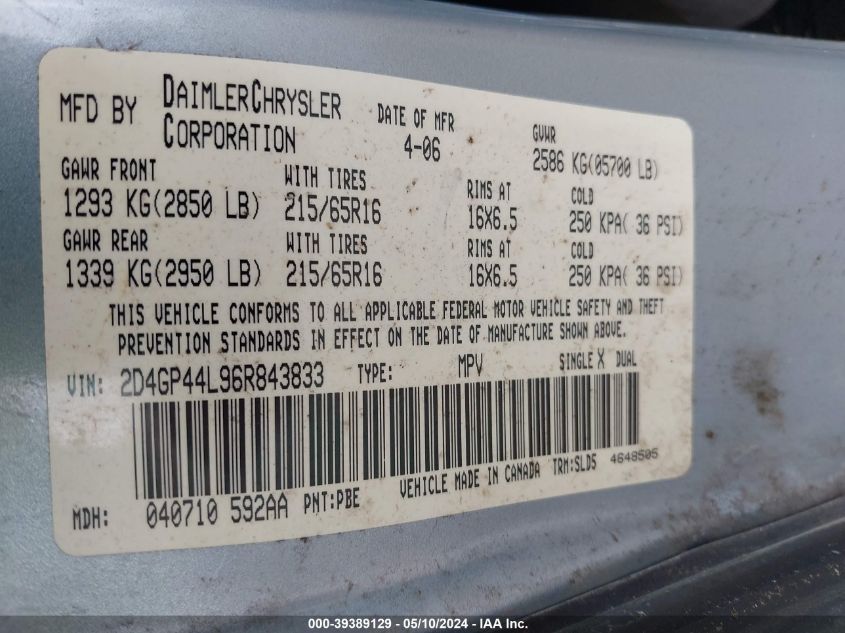 MFD BY DAIMLERCHRYSLER CORPORATION DATE OF MFR 4-06 GVWR 2586 KG(05700 LB)
GAWR FRONT WITH TIRES RIMS AT COLD
1293 KG(2850 LB) 215/65R16 16X6.5 250 KPA( 36 PSI)
GAWR REAR WITH TIRES RIMS AT COLD
1339 KG(2950 LB) 215/65R16 16X6.5 250 KPA( 36 PSI)
THIS VEHICLE CONFORMS TO ALL APPLICABLE FEDERAL MOTOR VEHICLE SAFETY AND THEFT
PREVENTION STANDARDS IN EFFECT ON THE DATE OF MANUFACTURE SHOWN ABOVE.
VIN: 2D4GP44L96R843833 TYPE: MPV SINGLE X DUAL
MDH: 040710 592AA PNT:PBE VEHICLE MADE IN CANADA TRM:SLD5 4648505
000-39389129 - 05/10/2024 - IAA Inc.